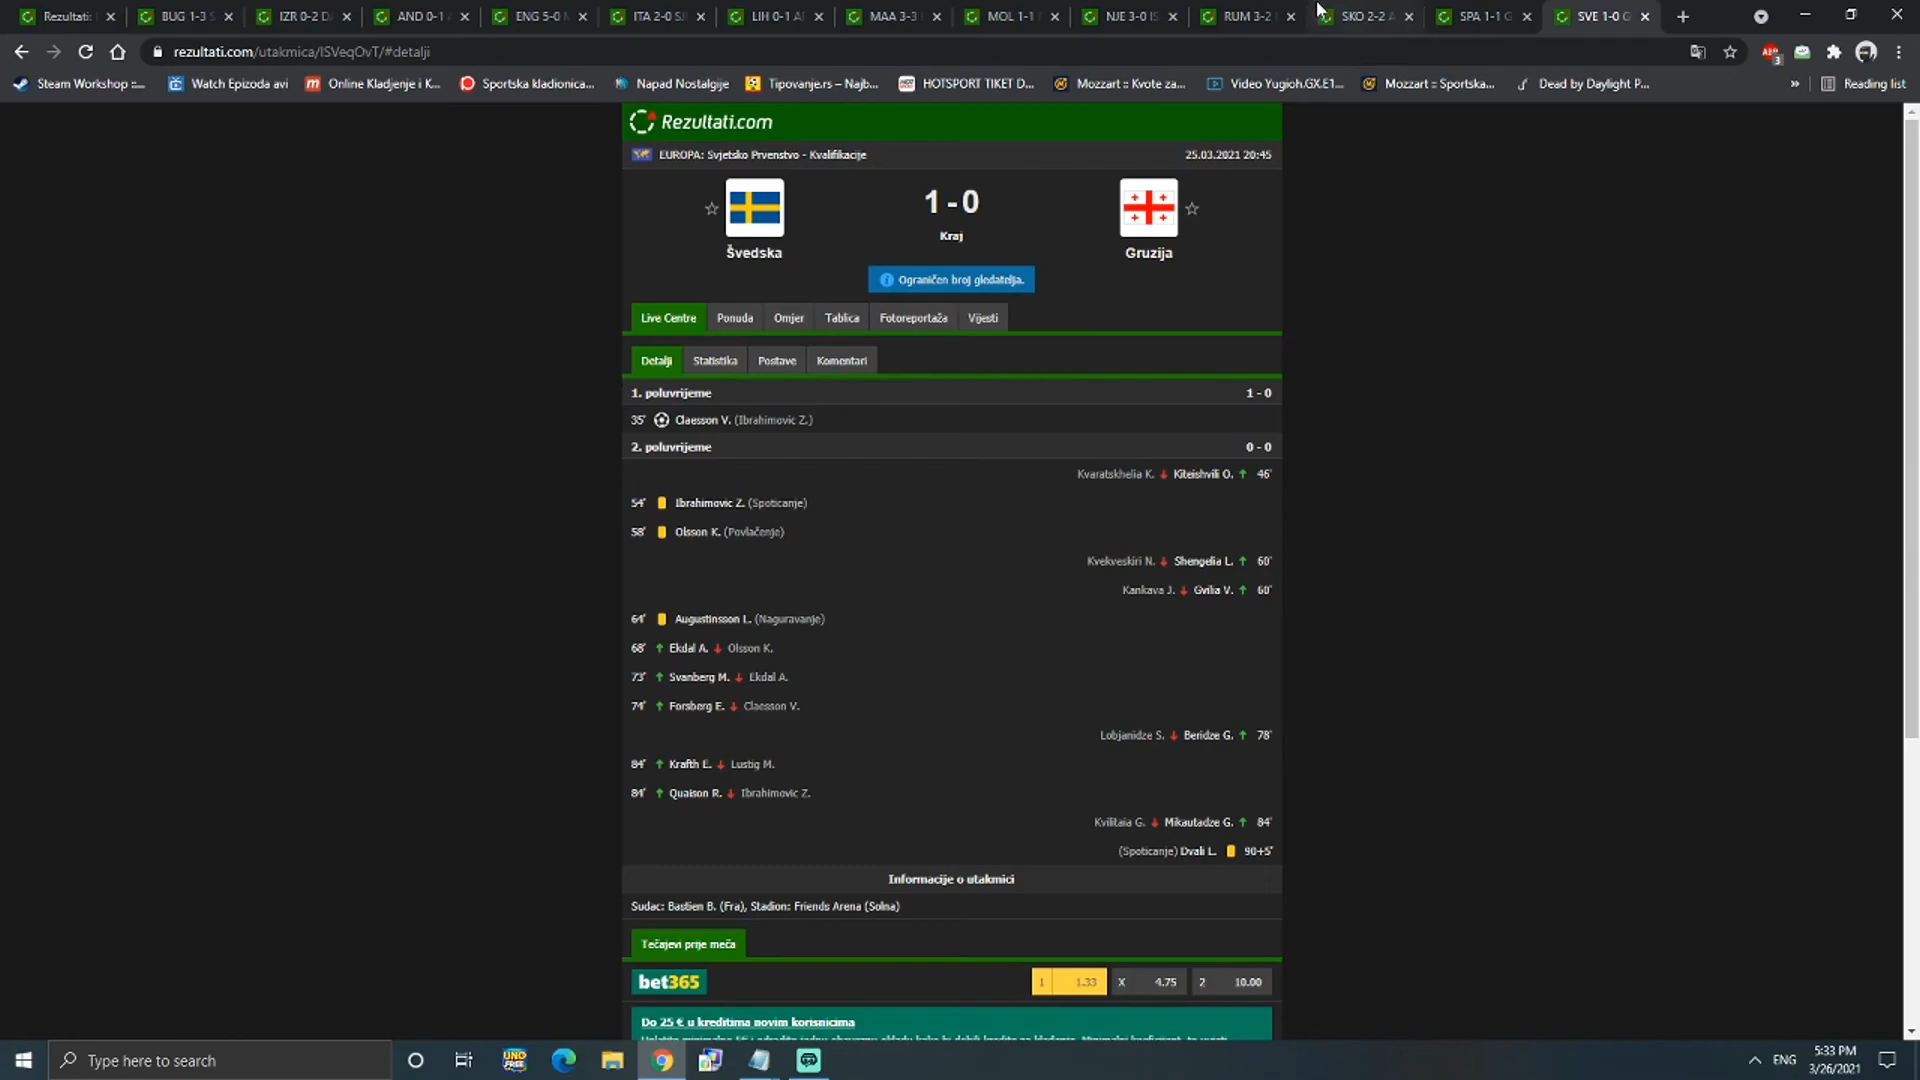 Rezultati: BUG 1-3 S IZR 0-2 D AND 0-1 A ENG 5-0 ITA 2-0 LIH 0-1 MAA 3-3 MOL 1-1 NJE 3-0 RUM 3-2 SKO 2-2 A SPA 1-1 G SVE 1-0 G
rezultati.com/utakmica/ISVeqOvT/#detalji 3
Steam Workshop ::... Watch Epizoda avi Online Kladjenje i K... Sportska kladionica... Napad Nostalgije Tipovanje.rs – Najb... HOTSPORT TIKET D... Mozzart :: Kvote za... Video Yugioh.GX.E1... Mozzart :: Sportska... Dead by Daylight P... » Reading list
Rezultati.com
EUROPA: Svjetsko Prvenstvo - Kvalifikacije 25.03.2021 20:45
1 - 0
Kraj
Švedska Gruzija
Ograničen broj gledatelja.
Live Centre Ponuda Omjer Tablica Fotoreportaža Vijesti
Detalji Statistika Postave Komentari
1. poluvrijeme 1 - 0
35' Claesson V. (Ibrahimovic Z.)
2. poluvrijeme 0 - 0
Kvaratskhelia K. Kiteishvili O. 46'
54' Ibrahimovic Z. (Spoticanje)
58' Olsson K. (Povlačenje)
Kvekveskiri N. Shengelia L. 60'
Kankava J. Gvilia V. 60'
64' Augustinsson L. (Naguravanje)
68' Ekdal A. Olsson K.
73' Svanberg M. Ekdal A.
74' Forsberg E. Claesson V.
Lobjanidze S. Beridze G. 78'
84' Krafth E. Lustig M.
84' Quaison R. Ibrahimovic Z.
Kvilitaia G. Mikautadze G. 84'
(Spoticanje) Dvali L. 90+5'
Informacije o utakmici
Sudac: Bastien B. (Fra), Stadion: Friends Arena (Solna)
Tečajevi prije meča
bet365 1 1.33 X 4.75 2 10.00
Do 25 € u kreditima novim korisnicima
Type here to search UNO FREE ENG 5:33 PM
3/26/2021